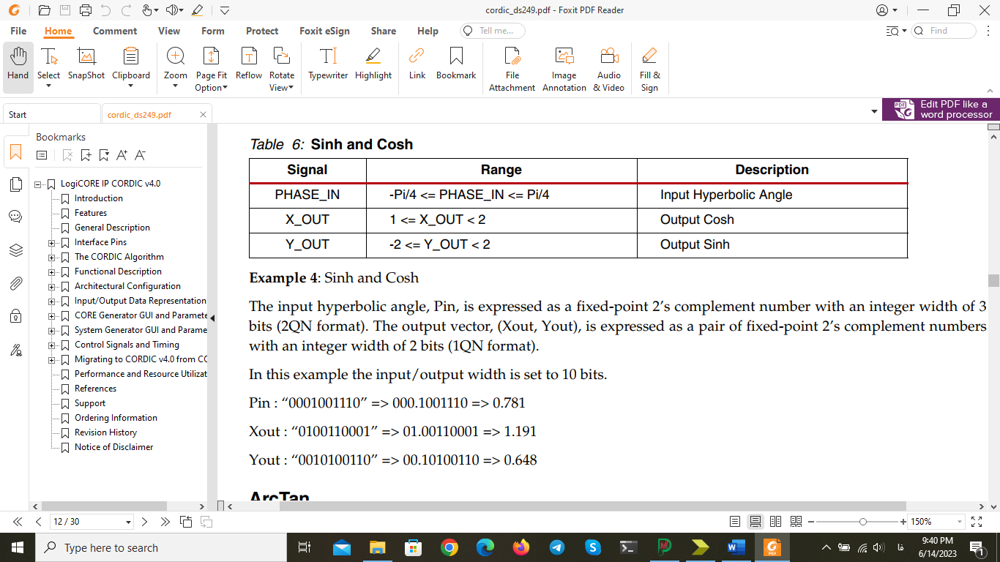 cordic_ds249.pdf - Foxit PDF Reader
File Home Comment View Form Protect Foxit eSign Share Help Tell me... Find
Hand Select SnapShot Clipboard Zoom Page Fit Option Reflow Rotate View Typewriter Highlight Link Bookmark File Attachment Image Annotation Audio & Video Fill & Sign
Start cordic_ds249.pdf
PDF Edit PDF like a
word processor
Bookmarks
LogiCORE IP CORDIC v4.0
Introduction
Features
General Description
Interface Pins
The CORDIC Algorithm
Functional Description
Architectural Configuration
Input/Output Data Representation
CORE Generator GUI and Paramete
System Generator GUI and Parame
Control Signals and Timing
Migrating to CORDIC v4.0 from CC
Performance and Resource Utilizat
References
Support
Ordering Information
Revision History
Notice of Disclaimer
Table 6: Sinh and Cosh
Signal Range Description
PHASE_IN -Pi/4 <= PHASE_IN <= Pi/4 Input Hyperbolic Angle
X_OUT 1 <= X_OUT < 2 Output Cosh
Y_OUT -2 <= Y_OUT < 2 Output Sinh
Example 4: Sinh and Cosh
The input hyperbolic angle, Pin, is expressed as a fixed-point 2’s complement number with an integer width of 3
bits (2QN format). The output vector, (Xout, Yout), is expressed as a pair of fixed-point 2’s complement numbers
with an integer width of 2 bits (1QN format).
In this example the input/output width is set to 10 bits.
Pin : “0001001110” => 000.1001110 => 0.781
Xout : “0100110001” => 01.00110001 => 1.191
Yout : “0010100110” => 00.10100110 => 0.648
ArcTan
12 / 30 150%
Type here to search
فا 9:40 PM
6/14/2023 1